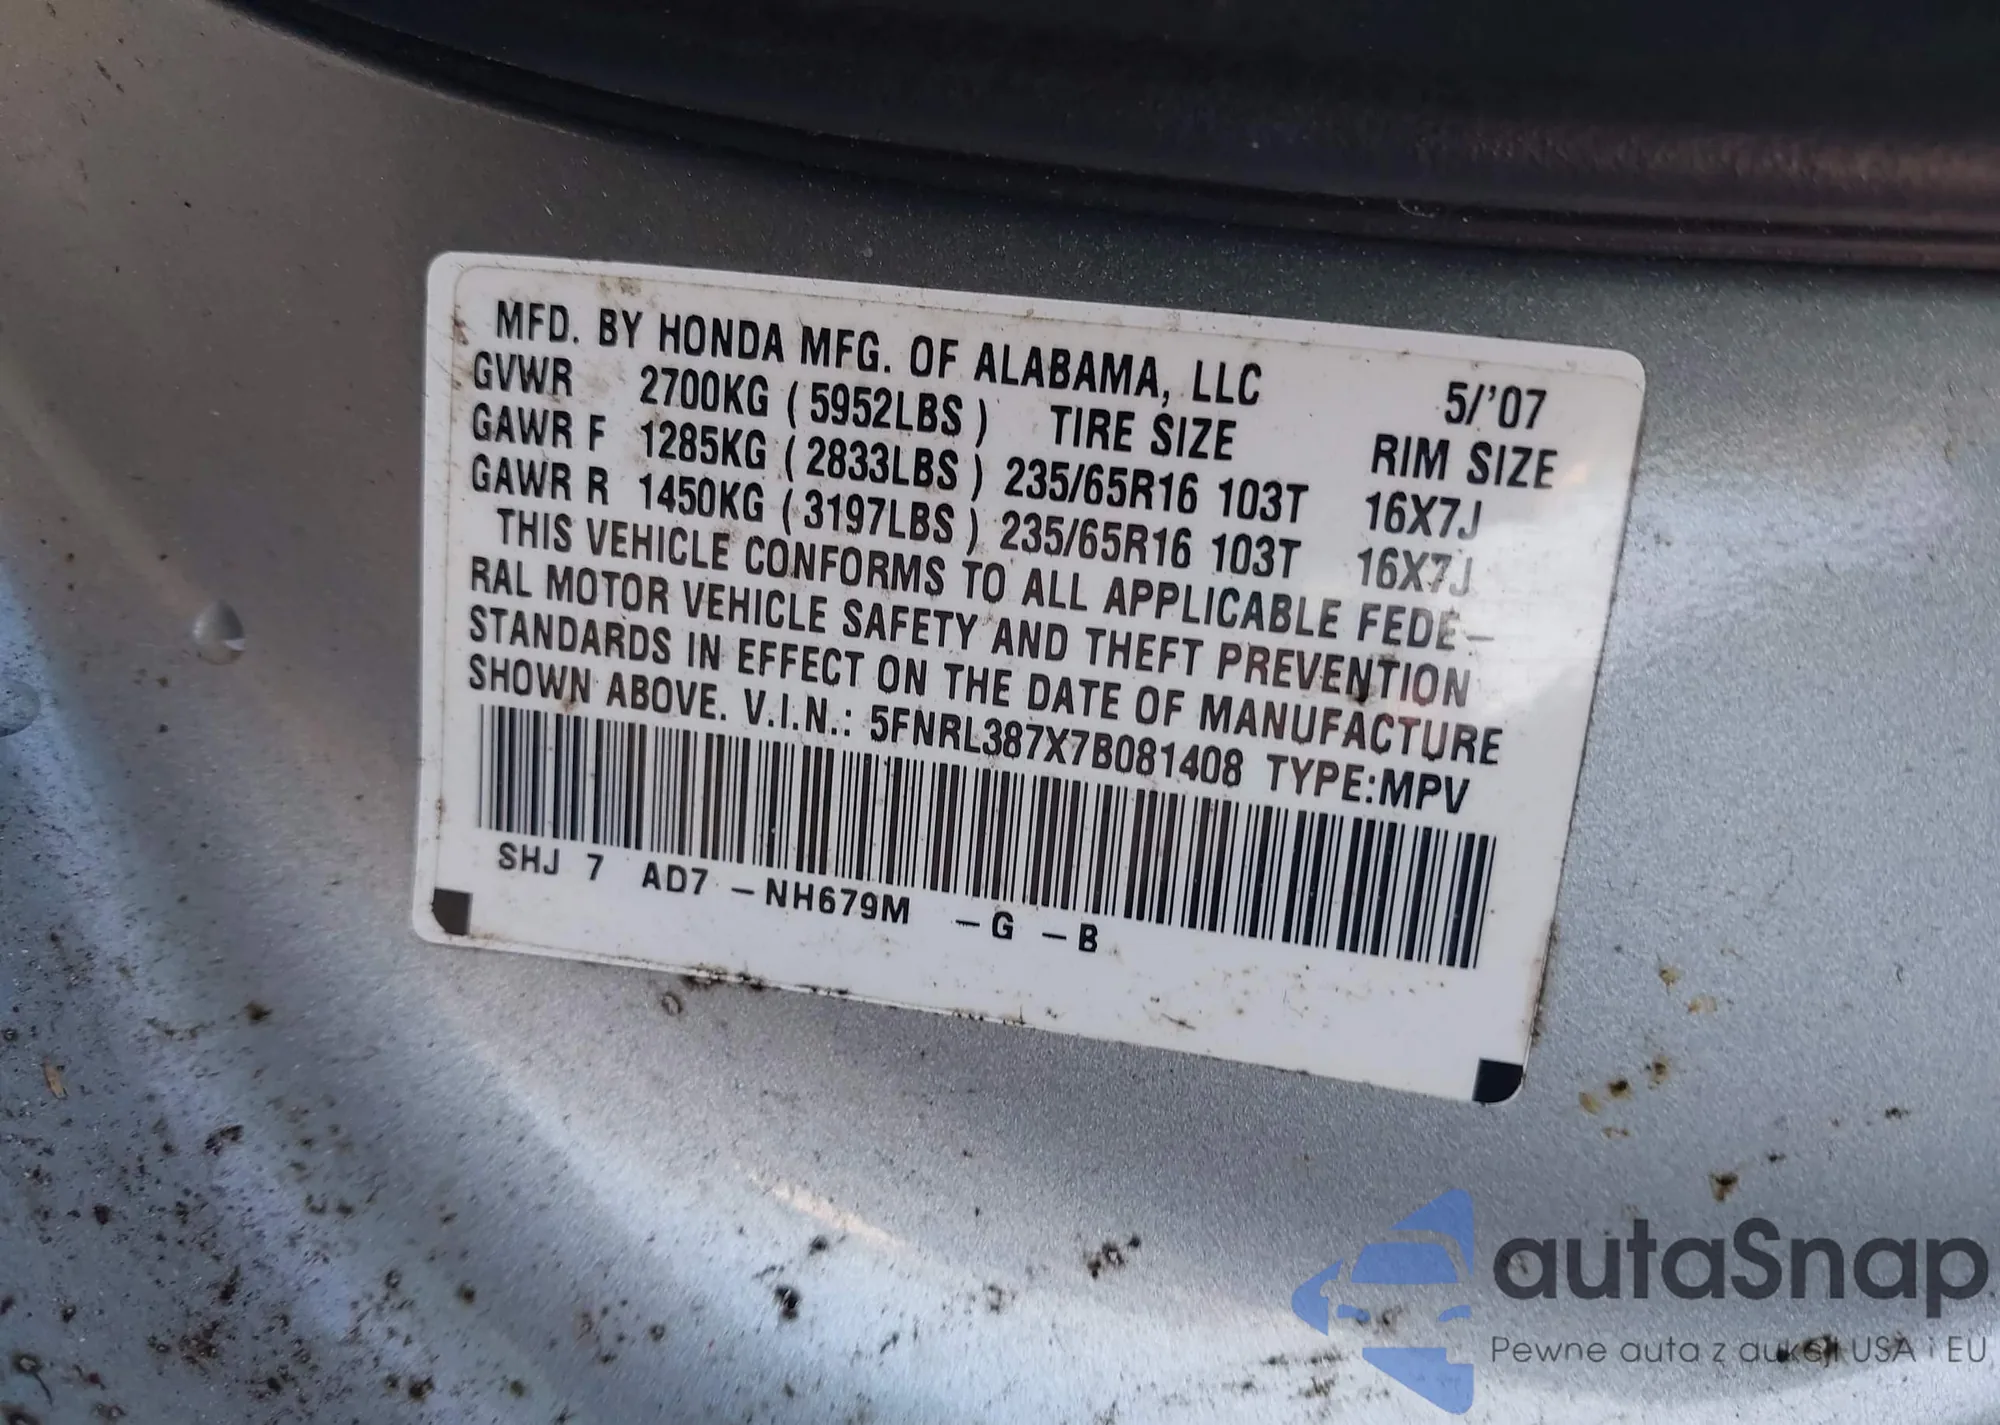 MFD. BY HONDA MFG. OF ALABAMA, LLC 5/'07
GVWR 2700KG ( 5952LBS ) TIRE SIZE RIM SIZE
GAWR F 1285KG ( 2833LBS ) 235/65R16 103T 16X7J
GAWR R 1450KG ( 3197LBS ) 235/65R16 103T 16X7J
THIS VEHICLE CONFORMS TO ALL APPLICABLE FEDE-
RAL MOTOR VEHICLE SAFETY AND THEFT PREVENTION
STANDARDS IN EFFECT ON THE DATE OF MANUFACTURE
SHOWN ABOVE. V.I.N.: 5FNRL387X7B081408 TYPE:MPV
SHJ 7 AD7 -NH679M -G -B
autaSnap
Pewne auta z aukcji USA i EU